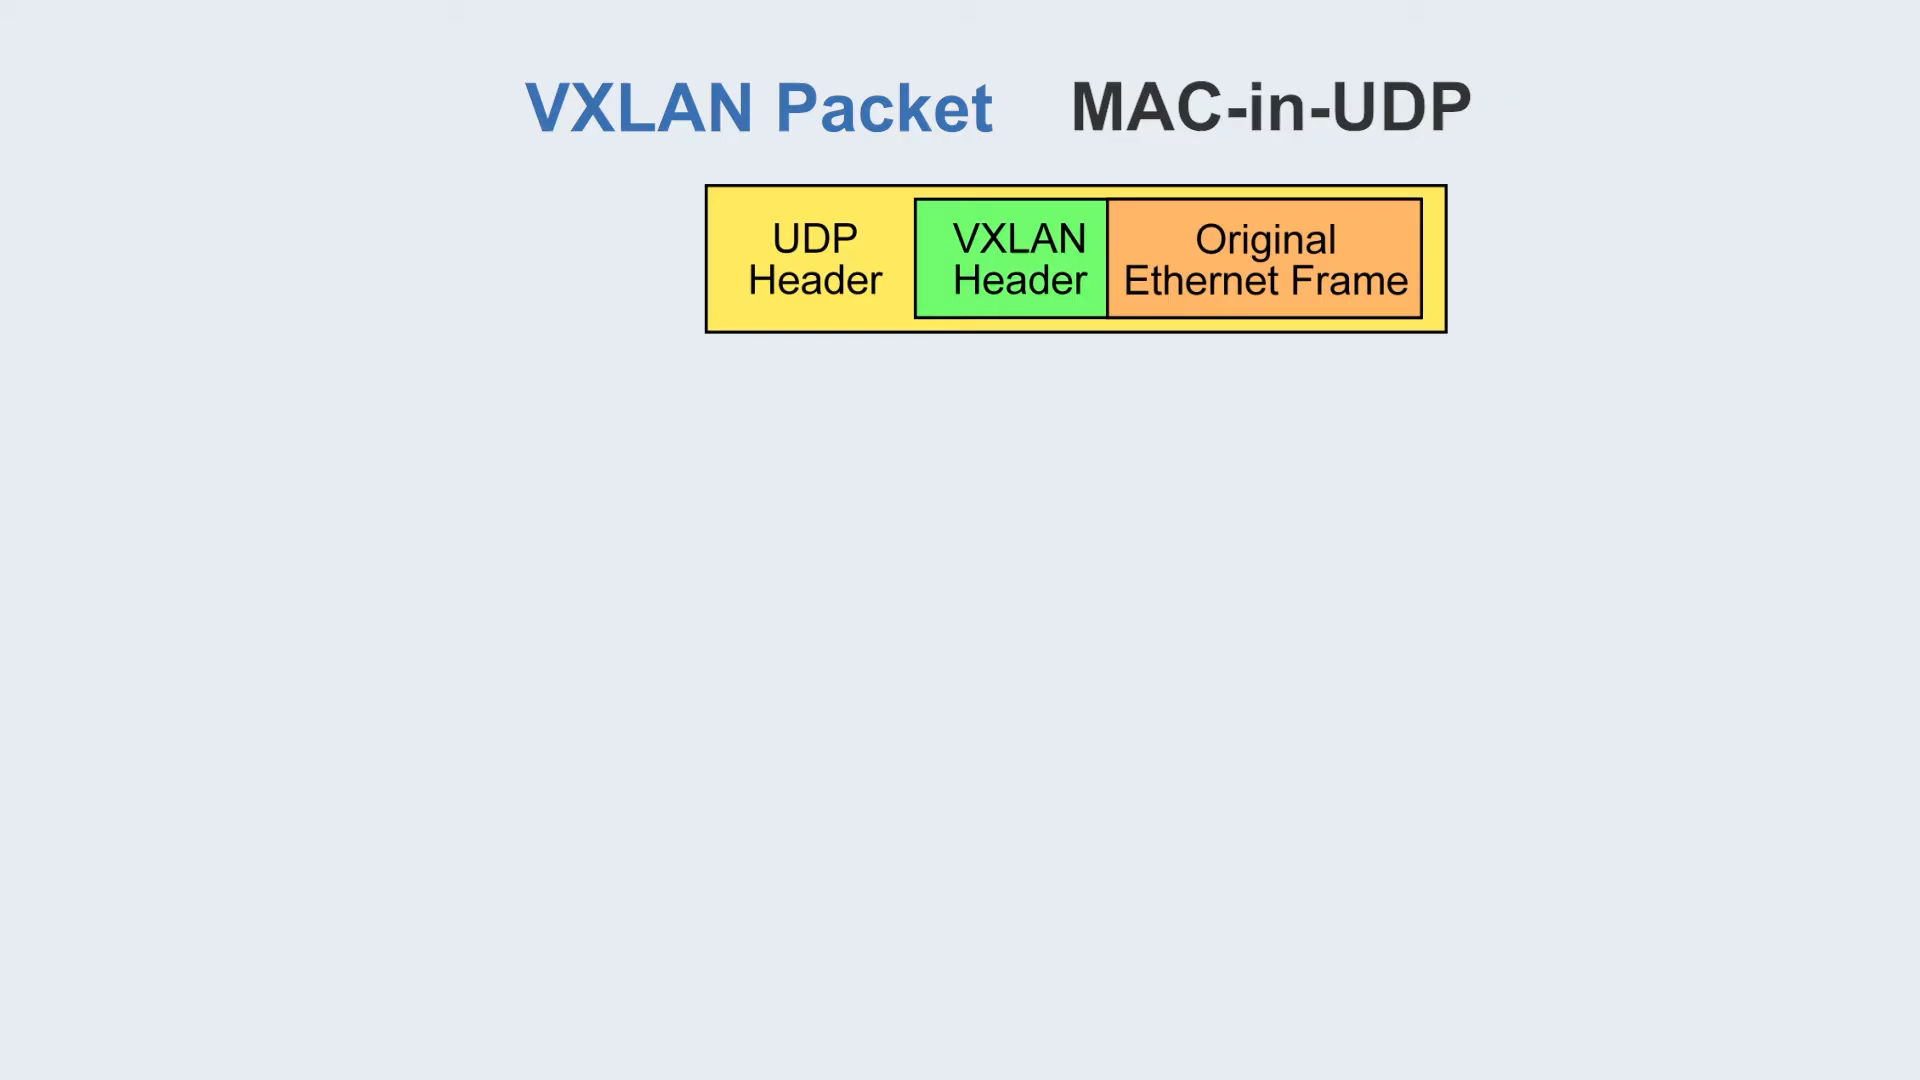 VXLAN Packet MAC-in-UDP
UDP
Header
VXLAN
Header
Original
Ethernet Frame